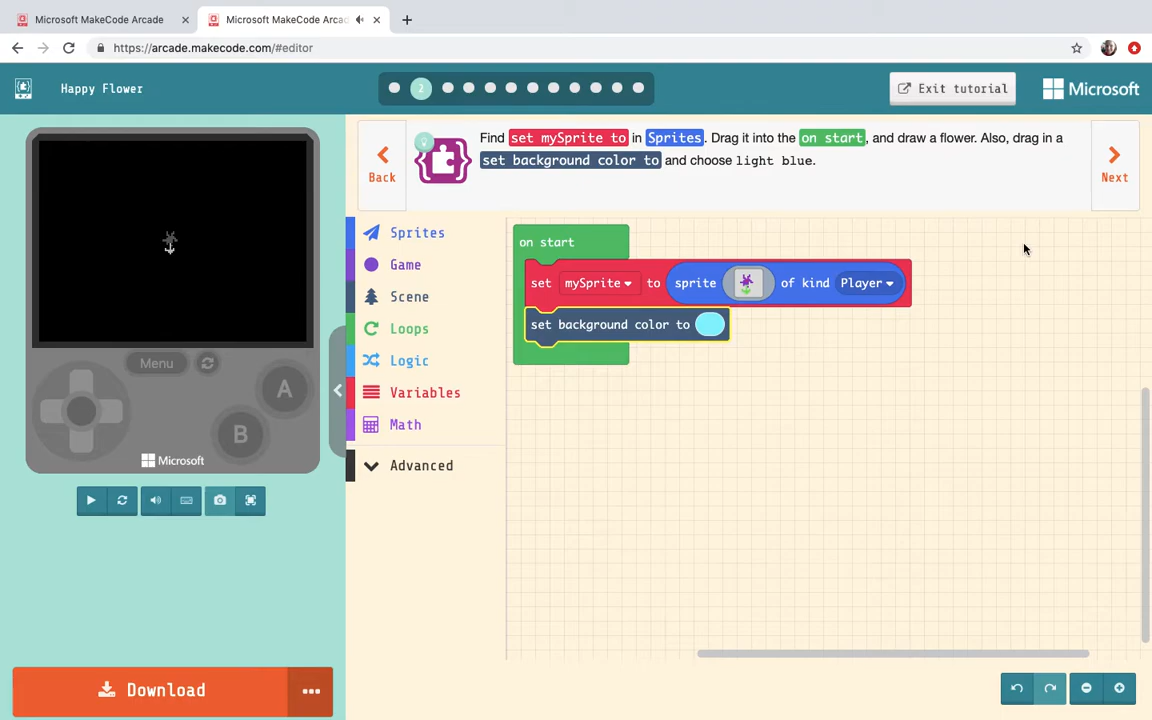 Microsoft MakeCode Arcade
Microsoft MakeCode Arcad
https://arcade.makecode.com/#editor
Happy Flower
2
Exit tutorial
Microsoft
Back
Find set mySprite to in Sprites. Drag it into the on start, and draw a flower. Also, drag in a
set background color to and choose light blue.
Next
Sprites
Game
Scene
Loops
Logic
Variables
Math
Advanced
on start
set mySprite to sprite of kind Player
set background color to
Menu
A
B
Microsoft
Download